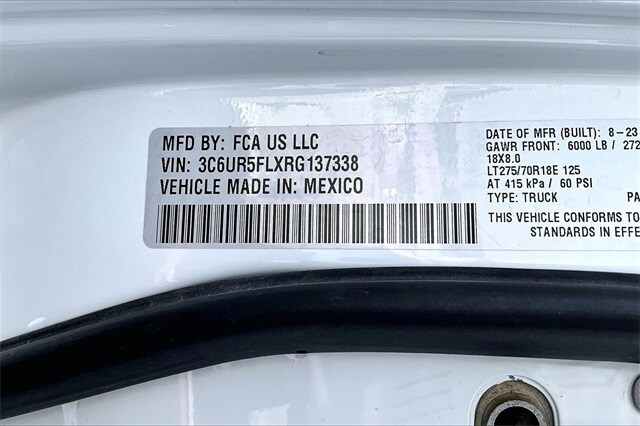 MFD BY: FCA US LLC
VIN: 3C6UR5FLXRG137338
VEHICLE MADE IN: MEXICO
DATE OF MFR (BUILT): 8-23
GAWR FRONT: 6000 LB / 272
18X8.0
LT275/70R18E 125
AT 415 kPa / 60 PSI
TYPE: TRUCK PA
THIS VEHICLE CONFORMS TO
STANDARDS IN EFFE